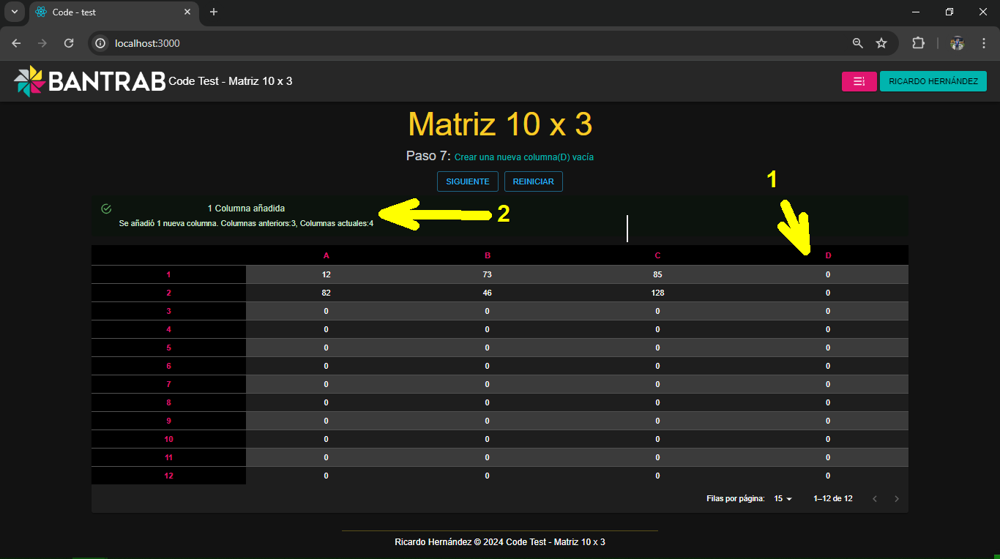 Code - test
localhost:3000
BANTRAB Code Test - Matriz 10 x 3
RICARDO HERNÁNDEZ
Matriz 10 x 3
Paso 7: Crear una nueva columna(D) vacía
SIGUIENTE REINICIAR
1
1 Columna añadida
Se añadió 1 nueva columna. Columnas anteriors:3, Columnas actuales:4
2
A B C D
1 12 73 85 0
2 82 46 128 0
3 0 0 0 0
4 0 0 0 0
5 0 0 0 0
6 0 0 0 0
7 0 0 0 0
8 0 0 0 0
9 0 0 0 0
10 0 0 0 0
11 0 0 0 0
12 0 0 0 0
Filas por página: 15 1–12 de 12
Ricardo Hernández © 2024 Code Test - Matriz 10 x 3